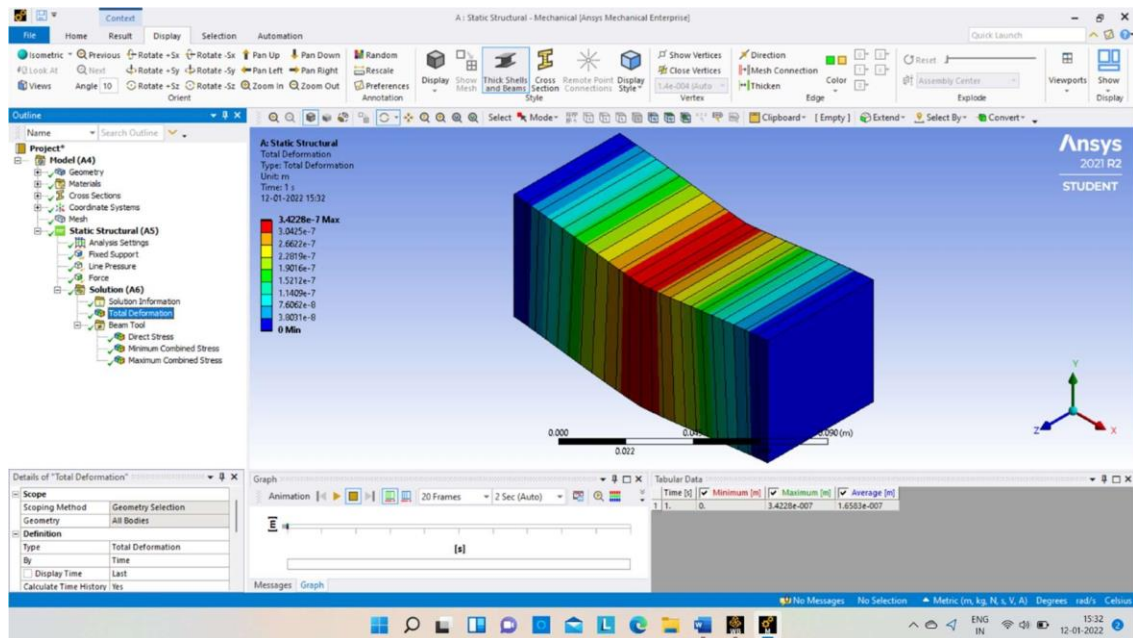 Context
A : Static Structural - Mechanical [Ansys Mechanical Enterprise]
File Home Result Display Selection Automation
Quick Launch
Isometric Previous Rotate +Sx Rotate -Sx Pan Up Pan Down Random
Look At Next Rotate +Sy Rotate -Sy Pan Left Pan Right Rescale
Views Angle 10 Rotate +Sz Rotate -Sz Zoom In Zoom Out Preferences
Orient Annotation
Display Show Mesh Thick Shells and Beams Cross Section Remote Point Connections Display Style
Style
Show Vertices
Close Vertices
1.4e-004 (Auto
Vertex
Direction
Mesh Connection
Thicken
Color
Edge
Reset
Assembly Center
Explode
Viewports
Show
Display
Outline
Name Search Outline
Select Mode Clipboard [ Empty ] Extend Select By Convert
Project*
Model (A4)
Geometry
Materials
Cross Sections
Coordinate Systems
Mesh
Static Structural (A5)
Analysis Settings
Fixed Support
Line Pressure
Force
Solution (A6)
Solution Information
Total Deformation
Beam Tool
Direct Stress
Minimum Combined Stress
Maximum Combined Stress
A: Static Structural
Total Deformation
Type: Total Deformation
Unit: m
Time: 1 s
12-01-2022 15:32
3.4228e-7 Max
3.0425e-7
2.6622e-7
2.2819e-7
1.9016e-7
1.5212e-7
1.1409e-7
7.6062e-8
3.8031e-8
0 Min
Ansys
2021 R2
STUDENT
0.000 0.090 (m)
0.022
Y
Z X
Details of "Total Deformation"
Scope
Scoping Method Geometry Selection
Geometry All Bodies
Definition
Type Total Deformation
By Time
Display Time Last
Calculate Time History Yes
Graph
Animation 20 Frames 2 Sec (Auto)
[s]
Messages Graph
Tabular Data
Time [s] Minimum [m] Maximum [m] Average [m]
1 1. 0. 3.4228e-007 1.6583e-007
No Messages No Selection Metric (m, kg, N, s, V, A) Degrees rad/s Celsius
ENG
IN
15:32
12-01-2022
2